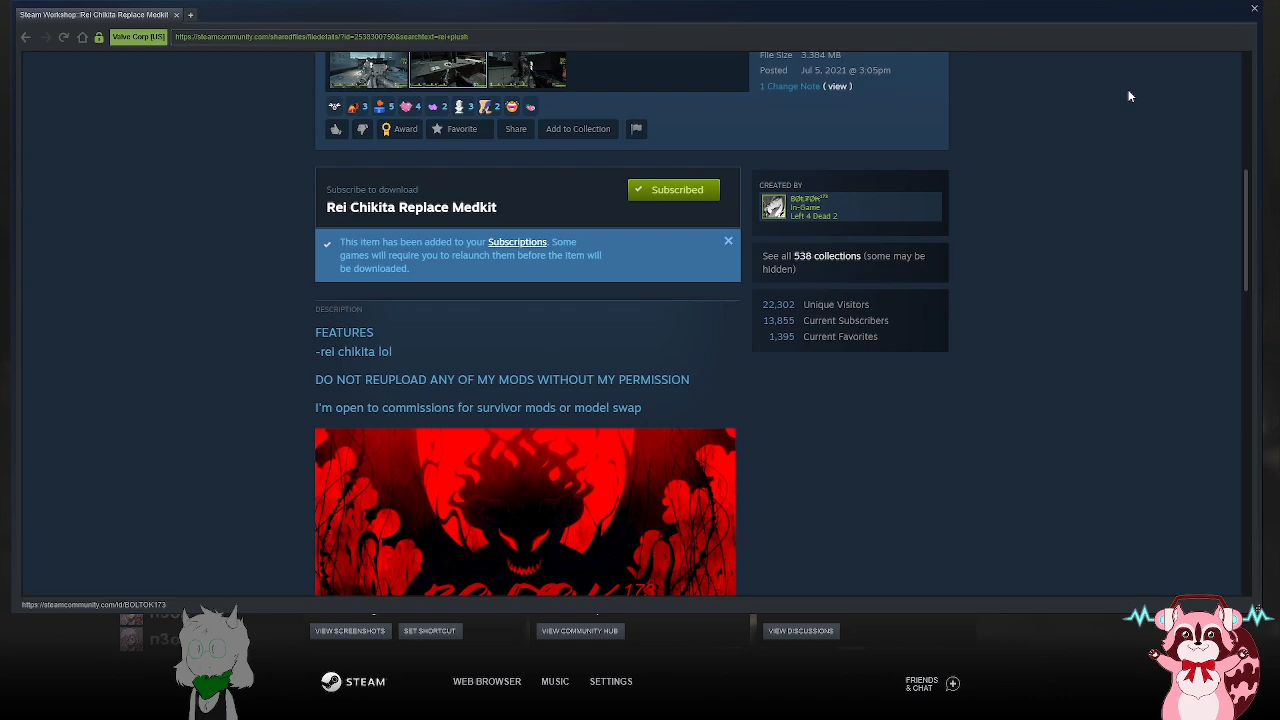 Steam Workshop::Rei Chikita Replace Medkit
Valve Corp [US]
https://steamcommunity.com/sharedfiles/filedetails/?id=2538300750&searchtext=rei+plush
File Size 3.384 MB
Posted Jul 5, 2021 @ 3:05pm
1 Change Note ( view )
3 5 4 2 3 2
Award
Favorite
Share
Add to Collection
Subscribe to download
Rei Chikita Replace Medkit
Subscribed
This item has been added to your Subscriptions. Some
games will require you to relaunch them before the item will
be downloaded.
CREATED BY
In-Game
Left 4 Dead 2
See all 538 collections (some may be
hidden)
22,302 Unique Visitors
13,855 Current Subscribers
1,395 Current Favorites
DESCRIPTION
FEATURES
-rei chikita lol
DO NOT REUPLOAD ANY OF MY MODS WITHOUT MY PERMISSION
I'm open to commissions for survivor mods or model swap
https://steamcommunity.com/id/BOLTOK173
VIEW SCREENSHOTS
SET SHORTCUT
VIEW COMMUNITY HUB
VIEW DISCUSSIONS
STEAM
WEB BROWSER
MUSIC
SETTINGS
FRIENDS
& CHAT